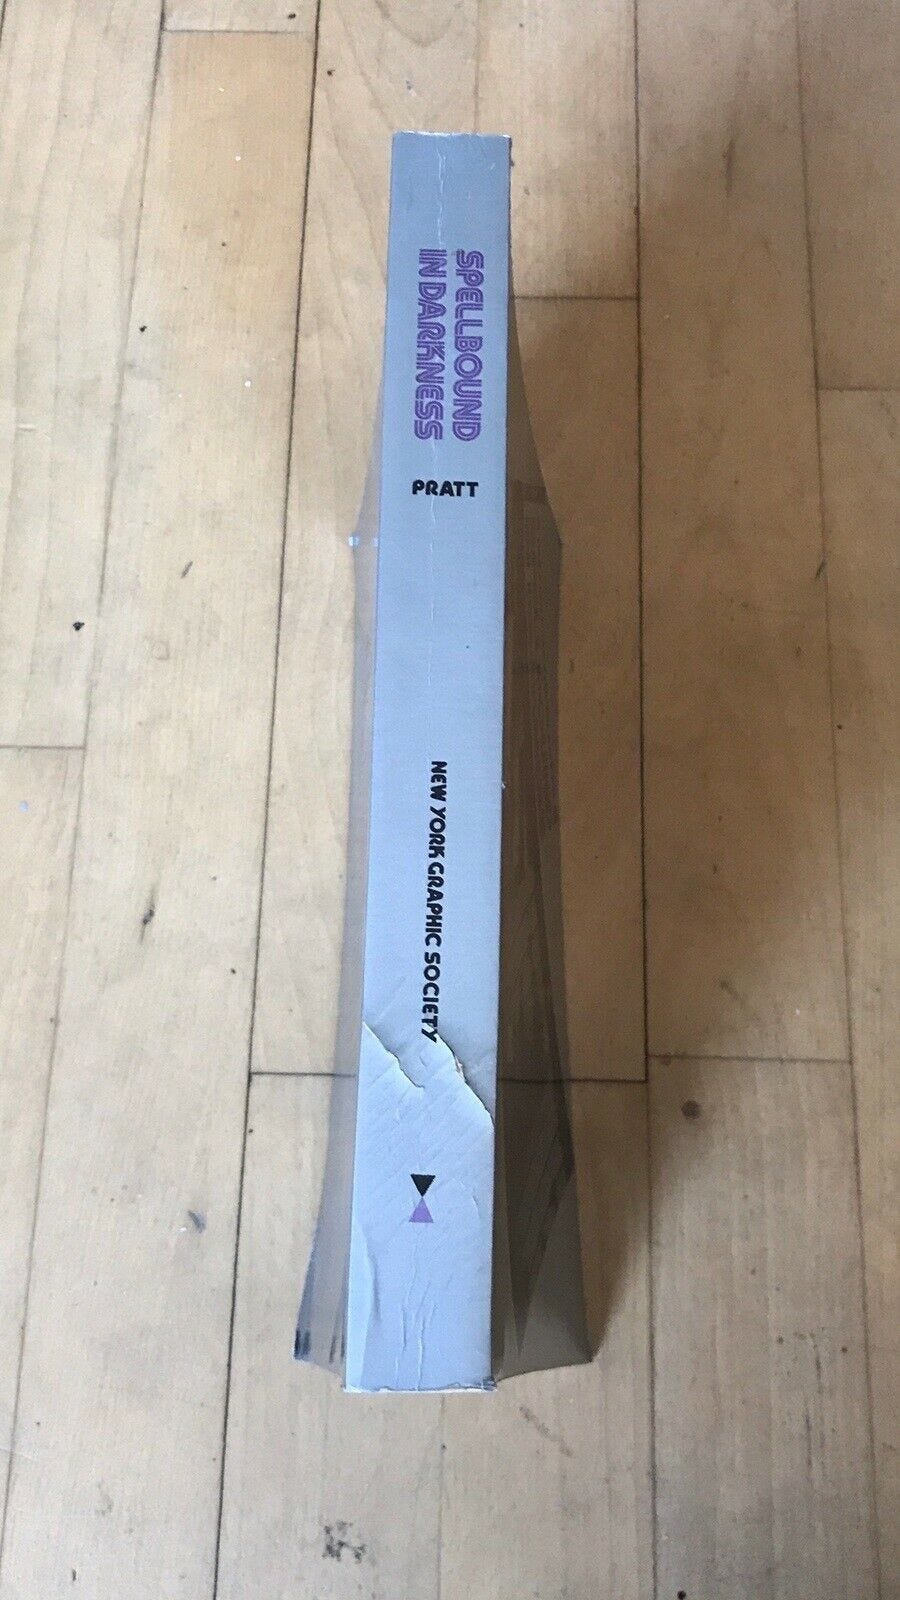 SPELLBOUND
IN DARKNESS
PRATT
NEW YORK GRAPHIC SOCIETY